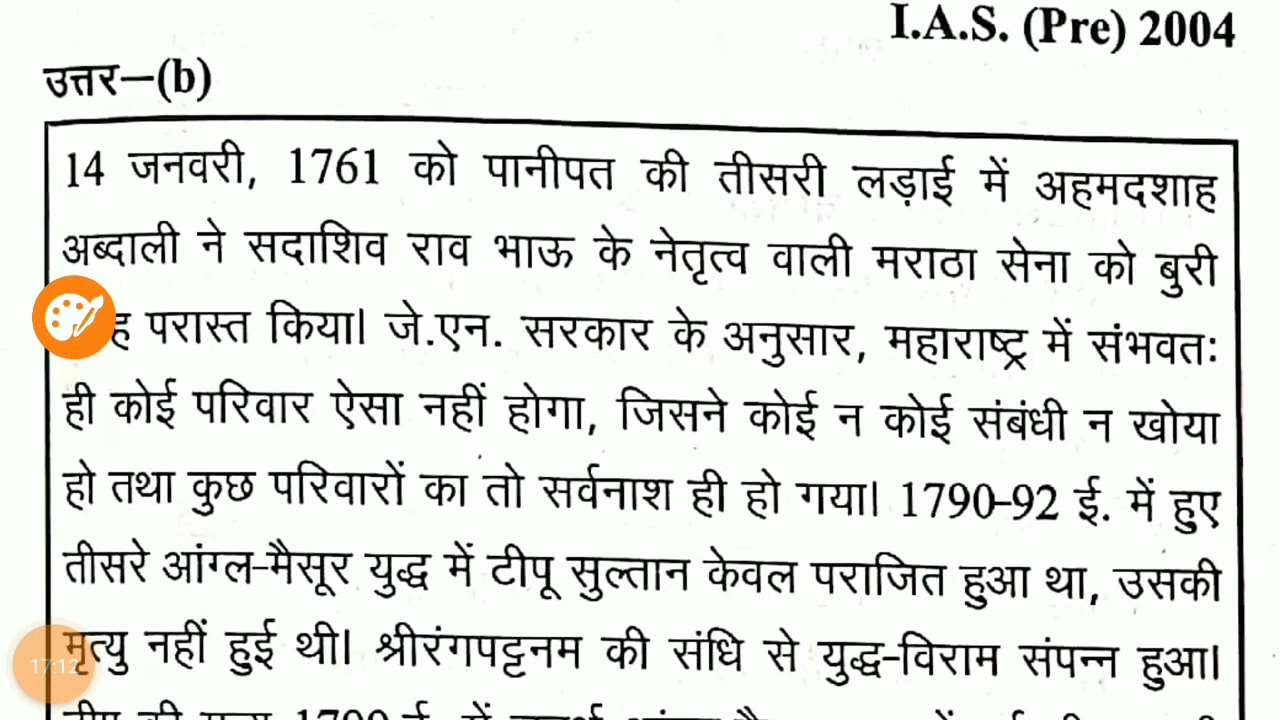 I.A.S. (Pre) 2004
उत्तर–(b)
14 जनवरी, 1761 को पानीपत की तीसरी लड़ाई में अहमदशाह
अब्दाली ने सदाशिव राव भाऊ के नेतृत्व वाली मराठा सेना को बुरी
ह परास्त किया। जे.एन. सरकार के अनुसार, महाराष्ट्र में संभवतः
ही कोई परिवार ऐसा नहीं होगा, जिसने कोई न कोई संबंधी न खोया
हो तथा कुछ परिवारों का तो सर्वनाश ही हो गया। 1790–92 ई. में हुए
तीसरे आंग्ल-मैसूर युद्ध में टीपू सुल्तान केवल पराजित हुआ था, उसकी
मृत्यु नहीं हुई थी। श्रीरंगपट्टनम की संधि से युद्ध-विराम संपन्न हुआ।
17:12